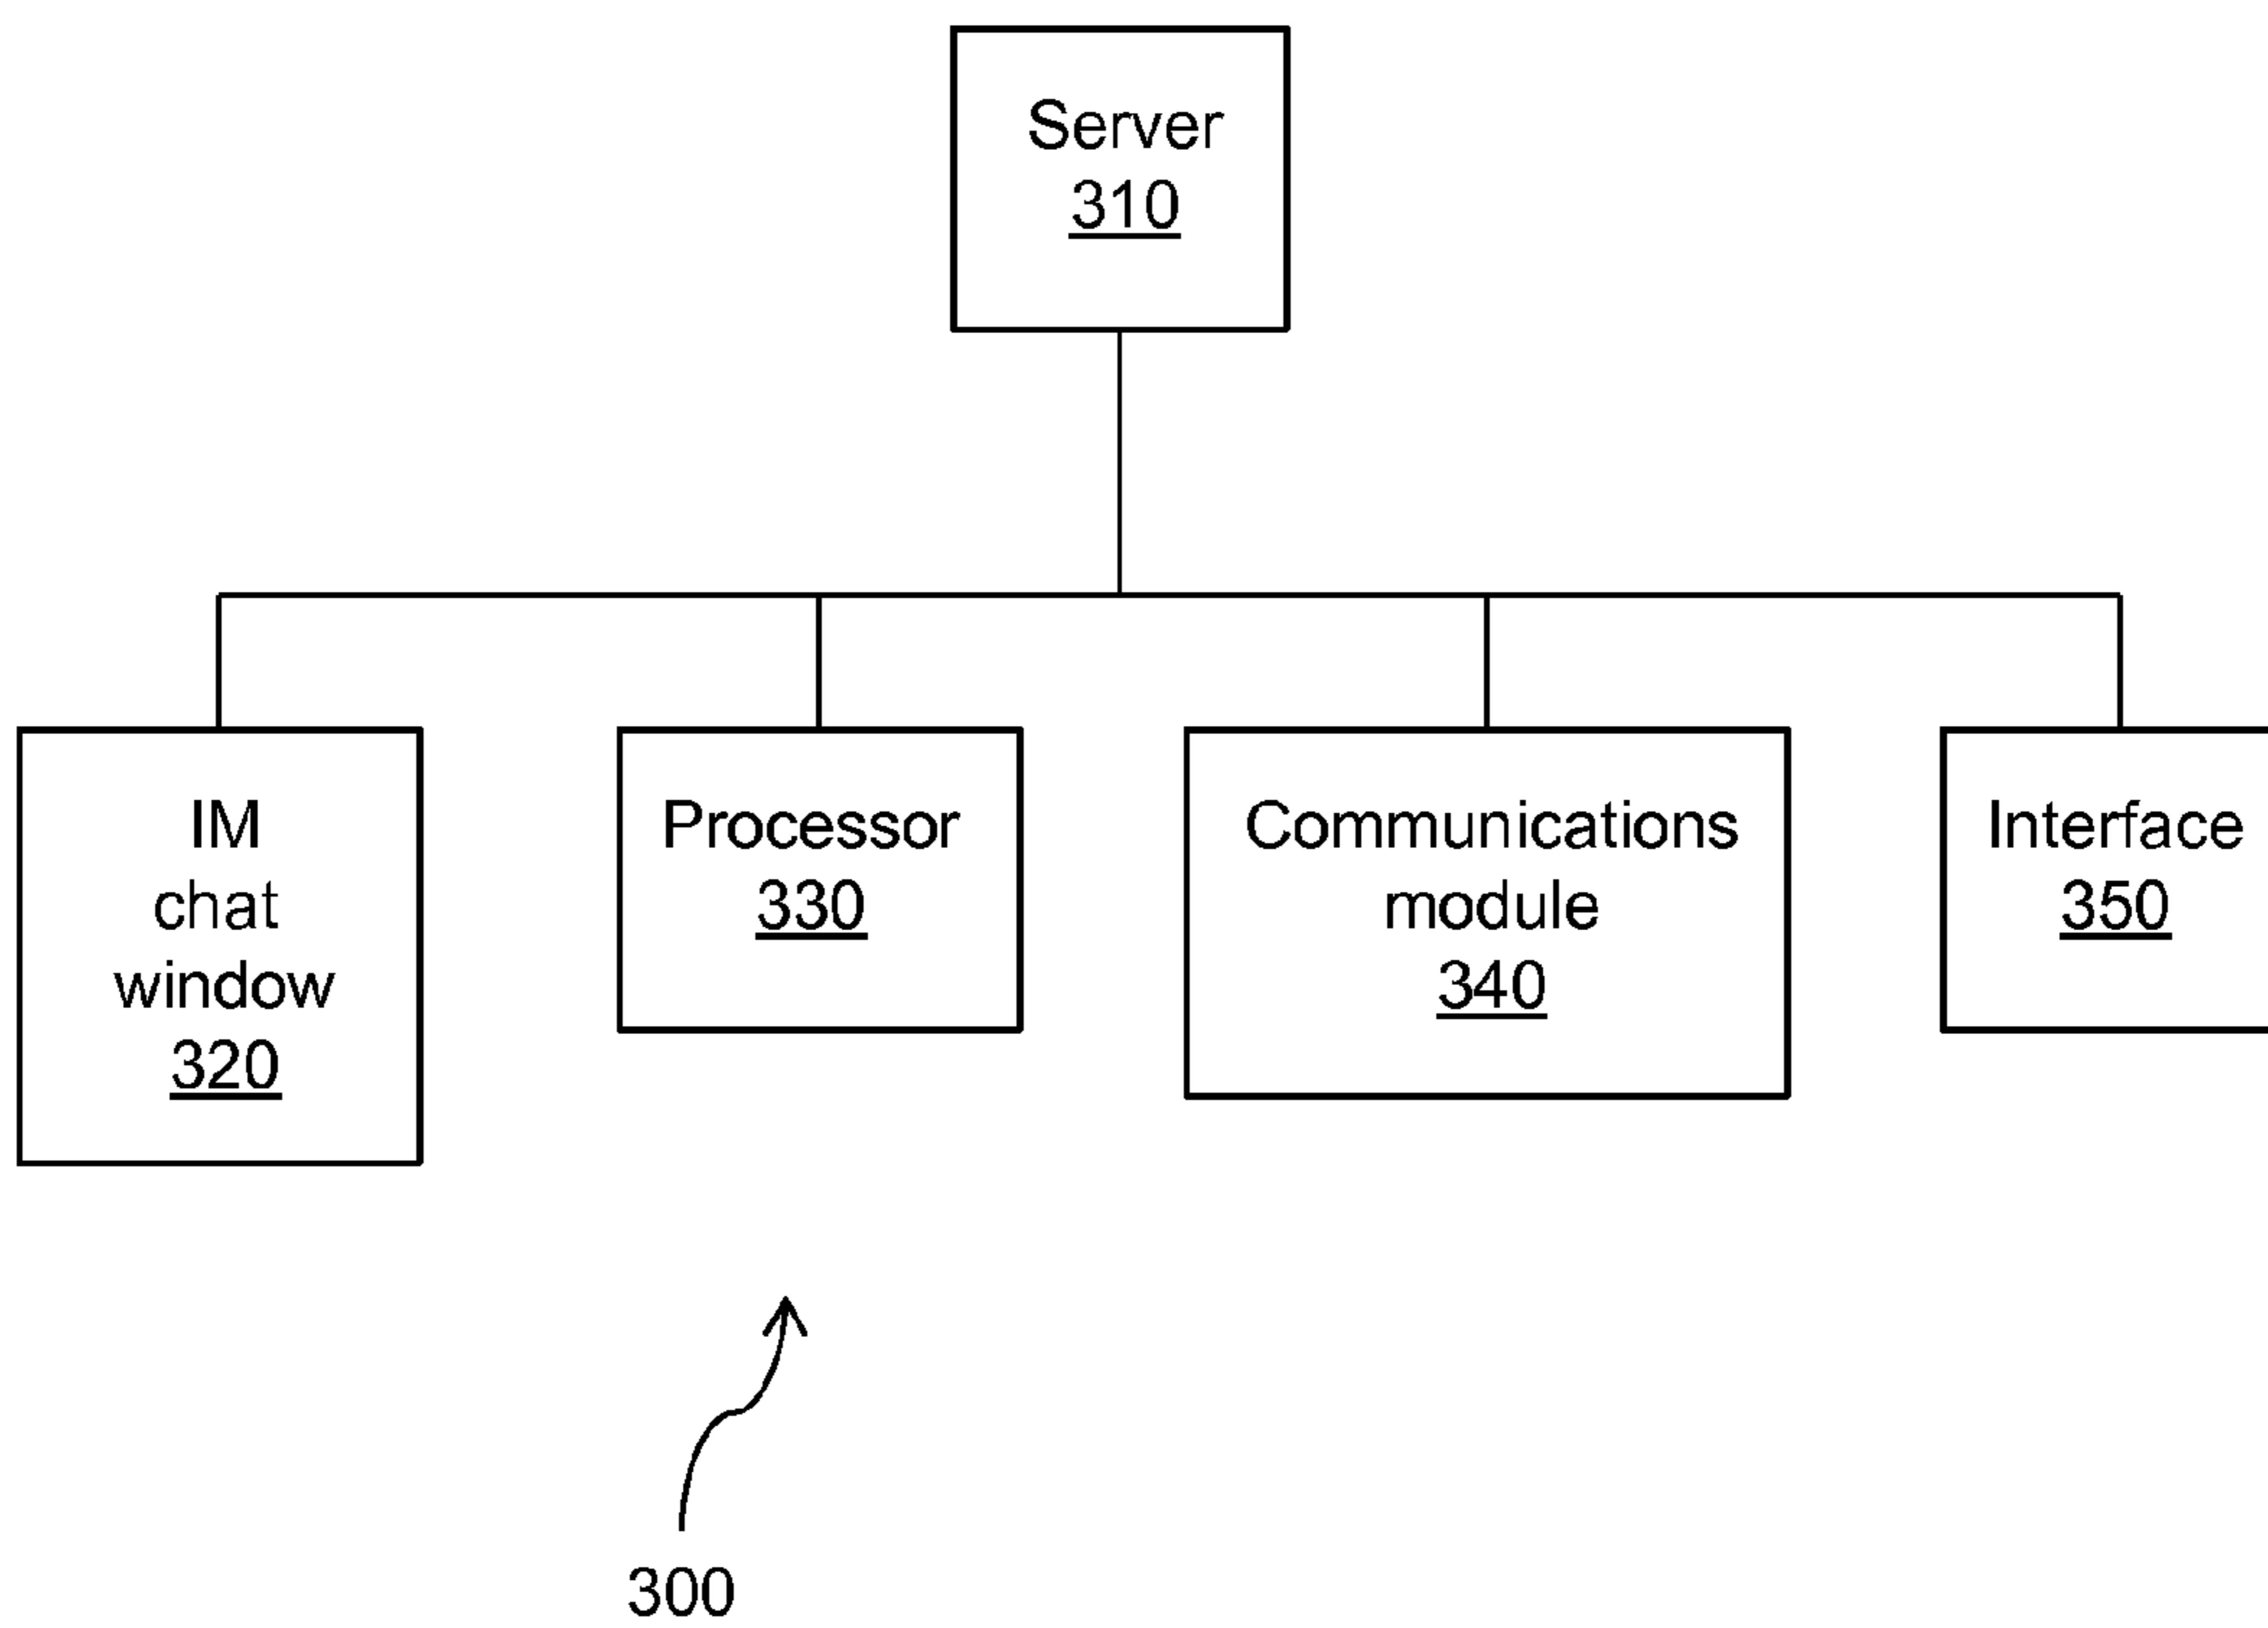 Server
310
IM
chat
window
320
Processor
330
Communications
module
340
Interface
350
300